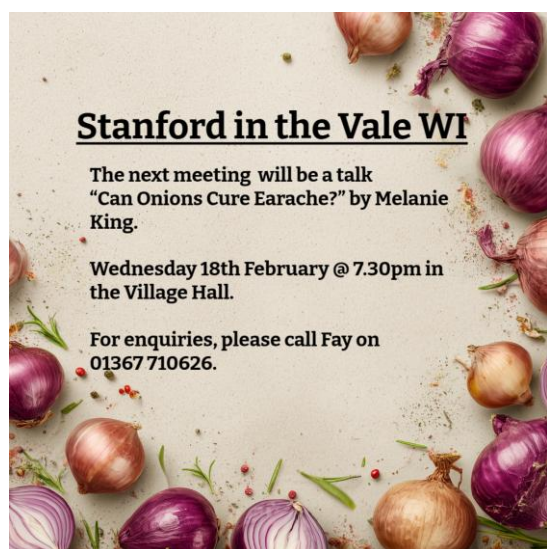 Stanford in the Vale WI
The next meeting  will be a talk
“Can Onions Cure Earache?” by Melanie
King.
Wednesday 18th February @ 7.30pm in
the Village Hall.
For enquiries, please call Fay on
01367 710626.